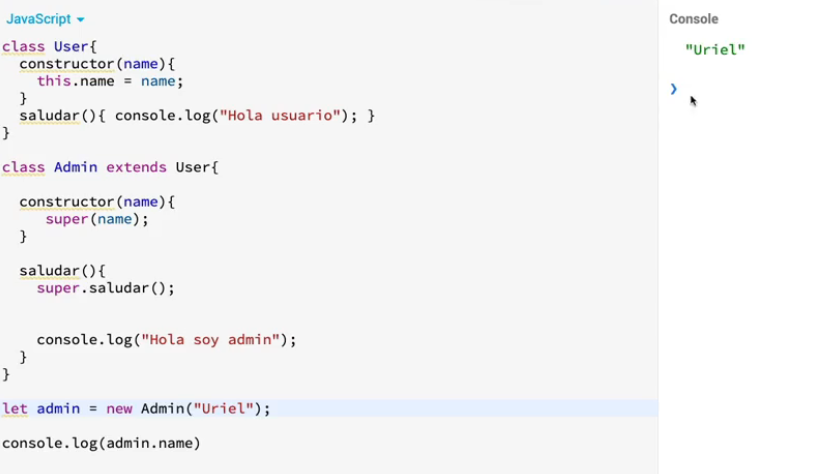 JavaScript
class User{
constructor(name){
this.name = name;
}
saludar(){ console.log("Hola usuario"); }
}
class Admin extends User{
constructor(name){
super(name);
}
saludar(){
super.saludar();
console.log("Hola soy admin");
}
}
let admin = new Admin("Uriel");
console.log(admin.name)
Console
"Uriel"